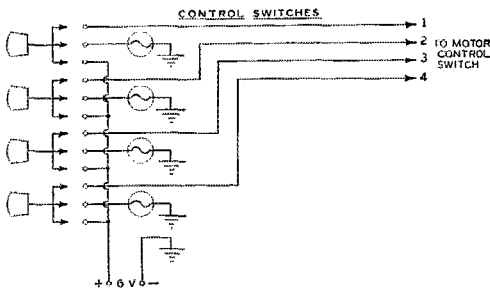 CONTROL SWITCHES
1
2 TO MOTOR
CONTROL
3 SWITCH
4
+ 6 V -